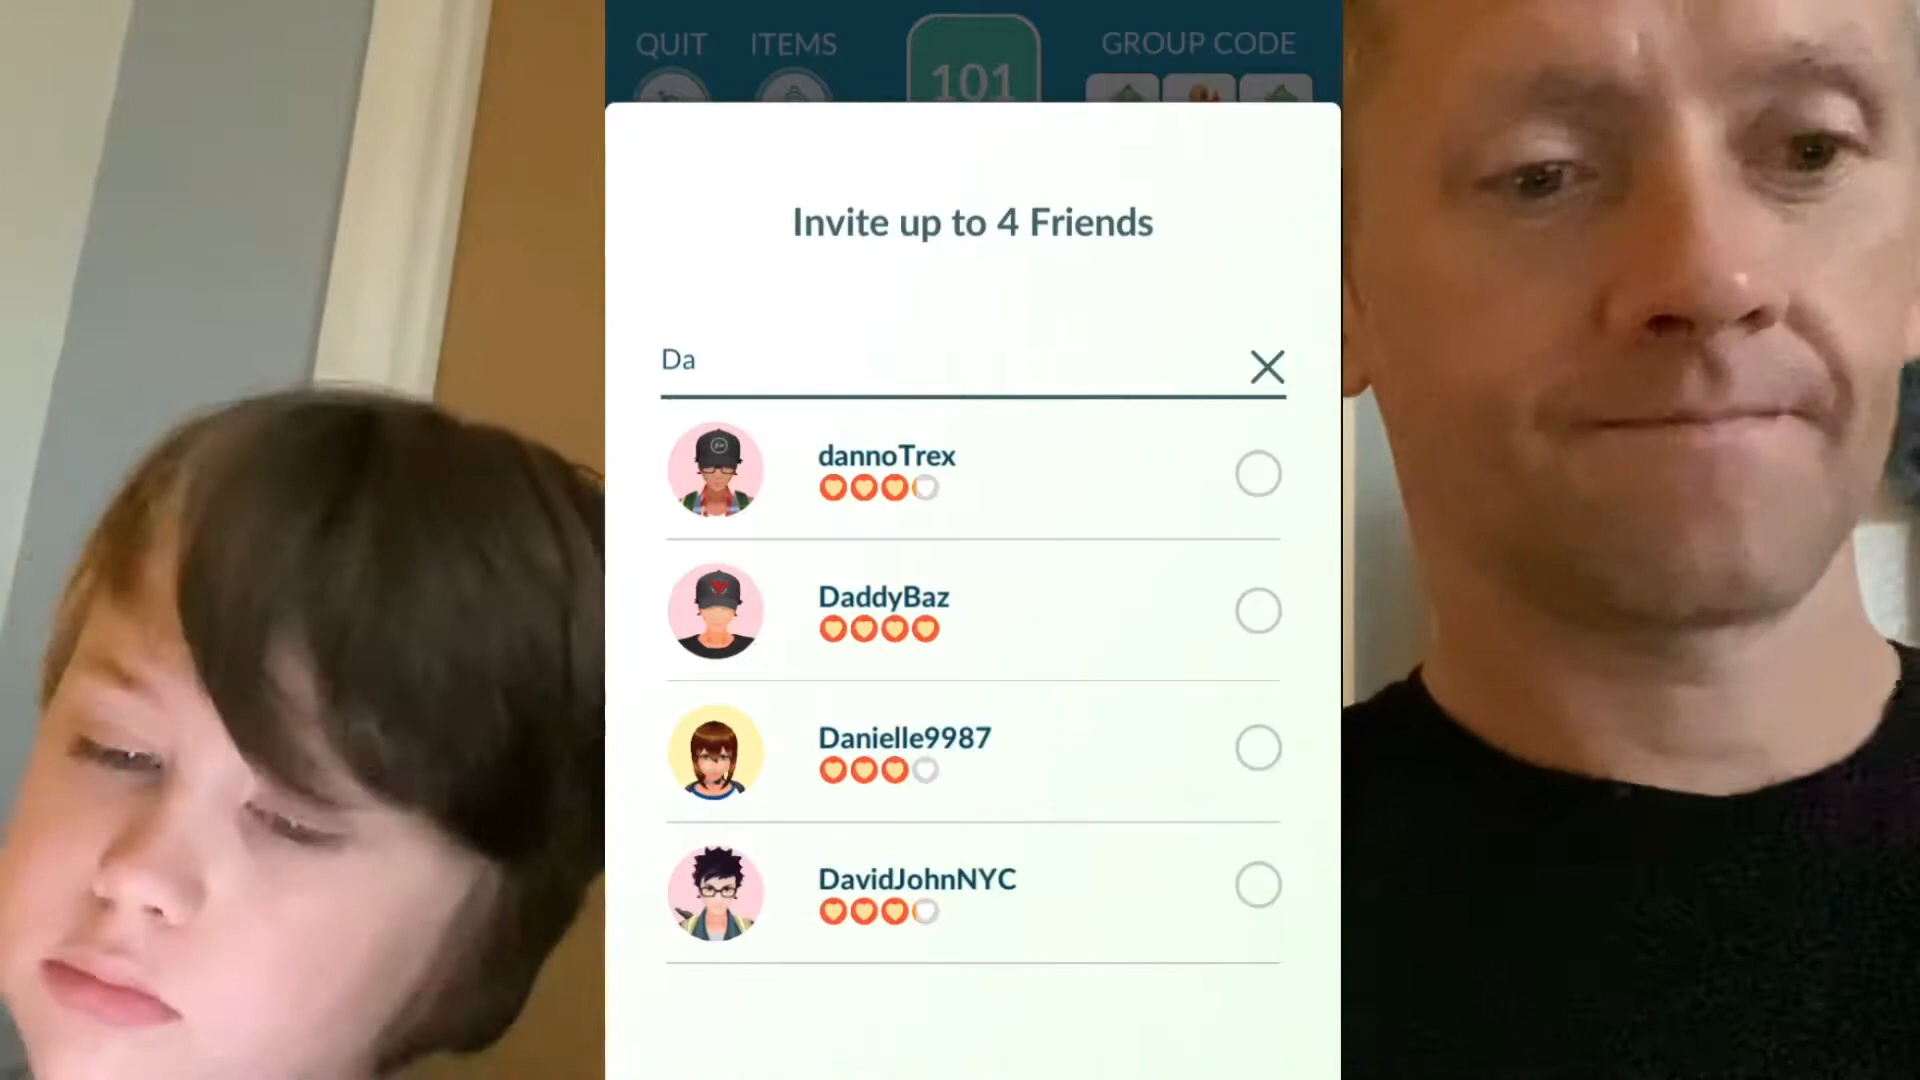 QUIT ITEMS 101 GROUP CODE
Invite up to 4 Friends
Da
dannoTrex
DaddyBaz
Danielle9987
DavidJohnNYC